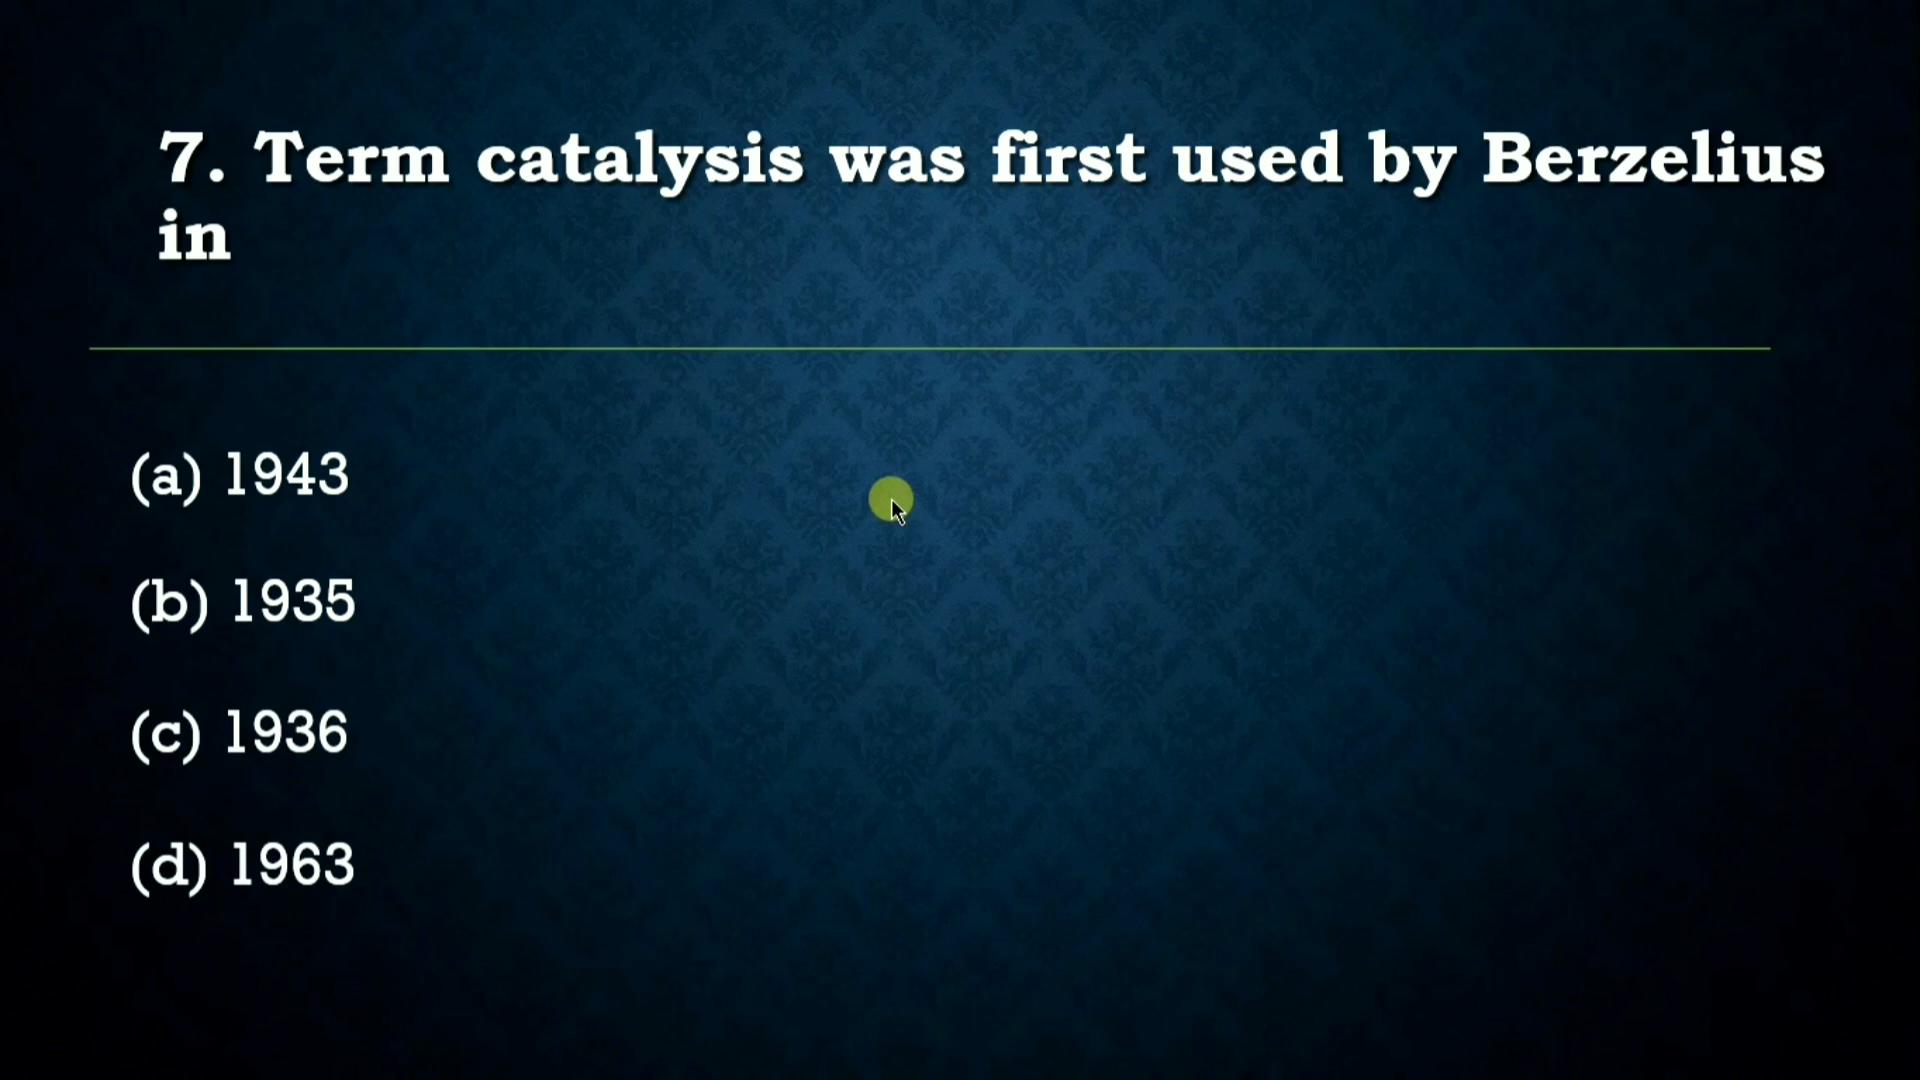 7. Term catalysis was first used by Berzelius
in
(a) 1943
(b) 1935
(c) 1936
(d) 1963